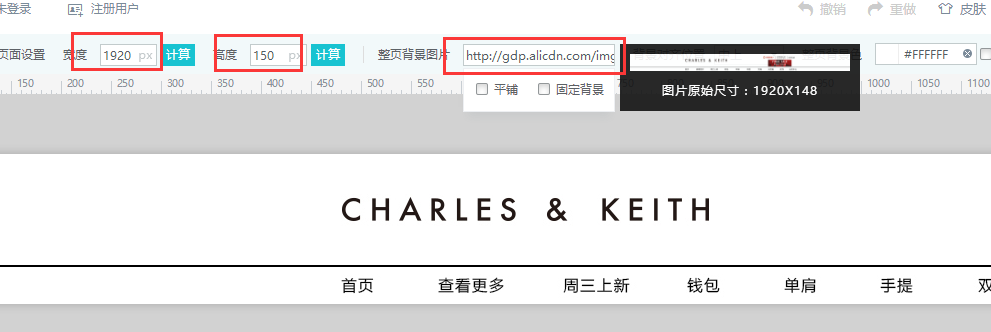 未登录 注册用户 撤销 重做 皮肤
页面设置 宽度 1920 px 计算 高度 150 px 计算 整页背景图片 http://gdp.alicdn.com/img #FFFFFF
150 200 250 300 350 400 450 500 550 1000 1050 1100
平铺 固定背景
CHARLES & KEITH
图片原始尺寸：1920X148
CHARLES & KEITH
首页 查看更多 周三上新 钱包 单肩 手提 双